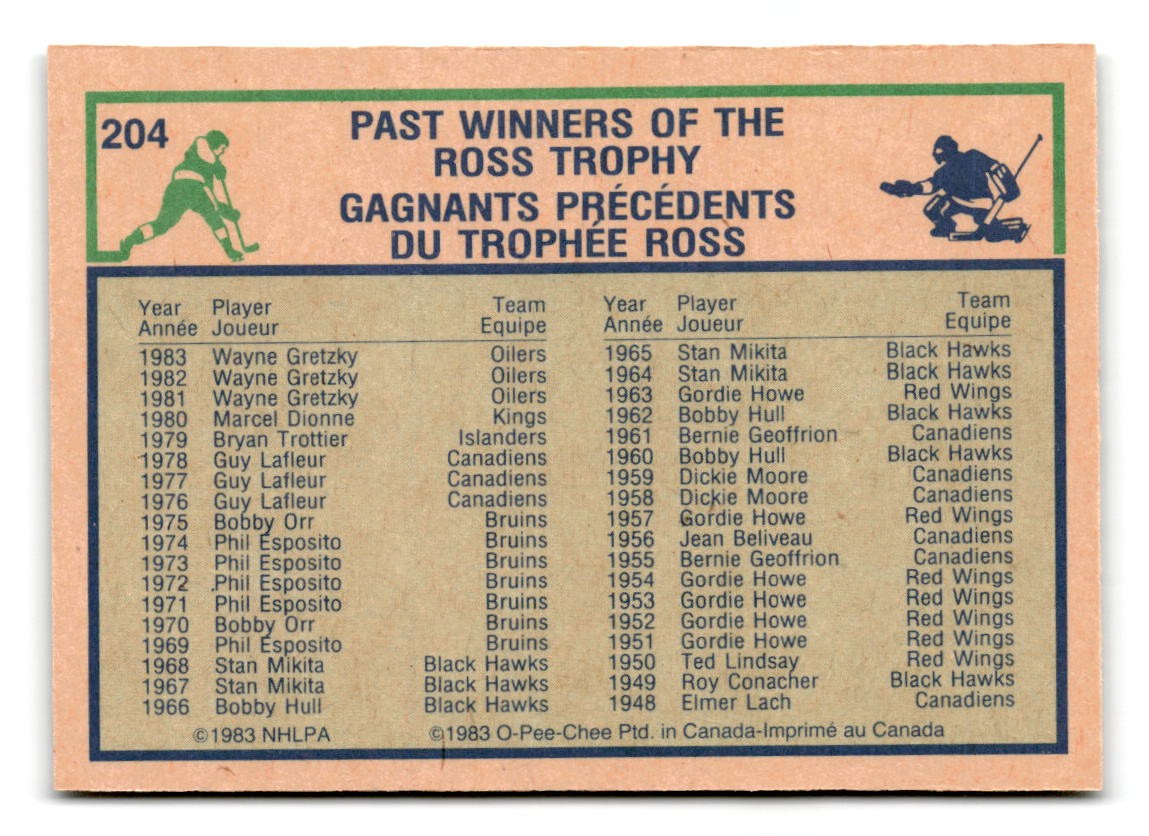 204
PAST WINNERS OF THE
ROSS TROPHY
GAGNANTS PRÉCÉDENTS
DU TROPHÉE ROSS
Year Player Team
Année Joueur Equipe
1983 Wayne Gretzky Oilers
1982 Wayne Gretzky Oilers
1981 Wayne Gretzky Oilers
1980 Marcel Dionne Kings
1979 Bryan Trottier Islanders
1978 Guy Lafleur Canadiens
1977 Guy Lafleur Canadiens
1976 Guy Lafleur Canadiens
1975 Bobby Orr Bruins
1974 Phil Esposito Bruins
1973 Phil Esposito Bruins
1972 Phil Esposito Bruins
1971 Phil Esposito Bruins
1970 Bobby Orr Bruins
1969 Phil Esposito Bruins
1968 Stan Mikita Black Hawks
1967 Stan Mikita Black Hawks
1966 Bobby Hull Black Hawks
Year Player Team
Année Joueur Equipe
1965 Stan Mikita Black Hawks
1964 Stan Mikita Black Hawks
1963 Gordie Howe Red Wings
1962 Bobby Hull Black Hawks
1961 Bernie Geoffrion Canadiens
1960 Bobby Hull Black Hawks
1959 Dickie Moore Canadiens
1958 Dickie Moore Canadiens
1957 Gordie Howe Red Wings
1956 Jean Beliveau Canadiens
1955 Bernie Geoffrion Canadiens
1954 Gordie Howe Red Wings
1953 Gordie Howe Red Wings
1952 Gordie Howe Red Wings
1951 Gordie Howe Red Wings
1950 Ted Lindsay Red Wings
1949 Roy Conacher Black Hawks
1948 Elmer Lach Canadiens
©1983 NHLPA ©1983 O-Pee-Chee Ptd. in Canada-Imprimé au Canada